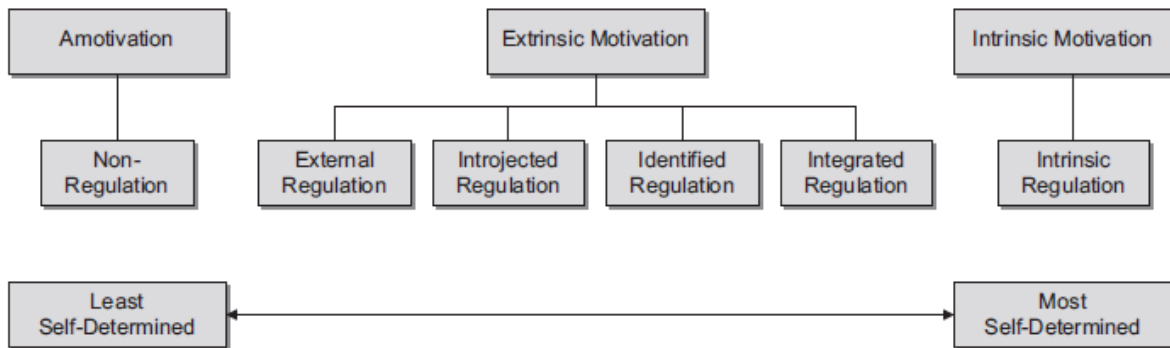 Amotivation
Extrinsic Motivation
Intrinsic Motivation
Non-
Regulation
External
Regulation
Introjected
Regulation
Identified
Regulation
Integrated
Regulation
Intrinsic
Regulation
Least
Self-Determined
Most
Self-Determined